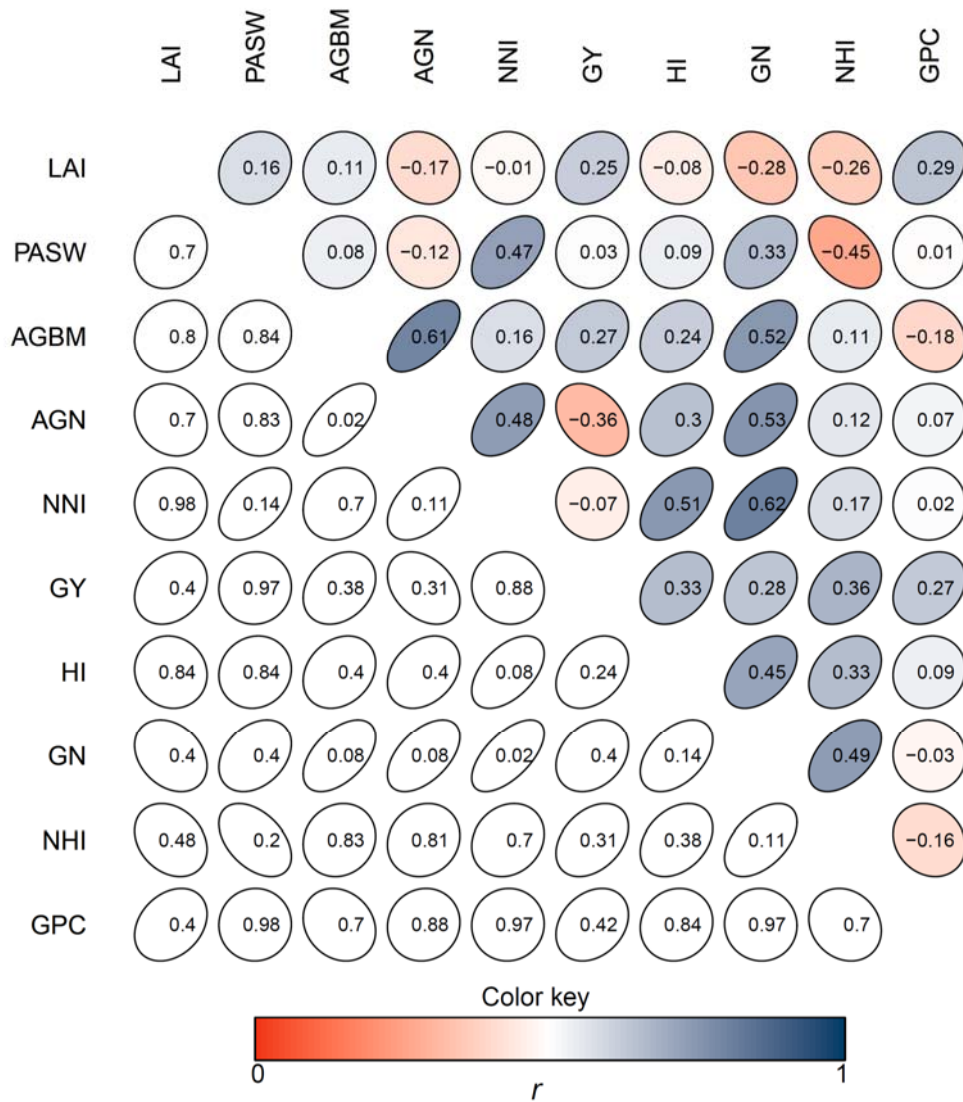 LAI PASW AGBM AGN NNI GY HI GN NHI GPC
LAI 0.16 0.11 −0.17 −0.01 0.25 −0.08 −0.28 −0.26 0.29
PASW 0.7 0.08 −0.12 0.47 0.03 0.09 0.33 −0.45 0.01
AGBM 0.8 0.84 0.61 0.16 0.27 0.24 0.52 0.11 −0.18
AGN 0.7 0.83 0.02 0.48 −0.36 0.3 0.53 0.12 0.07
NNI 0.98 0.14 0.7 0.11 −0.07 0.51 0.62 0.17 0.02
GY 0.4 0.97 0.38 0.31 0.88 0.33 0.28 0.36 0.27
HI 0.84 0.84 0.4 0.4 0.08 0.24 0.45 0.33 0.09
GN 0.4 0.4 0.08 0.08 0.02 0.4 0.14 0.49 −0.03
NHI 0.48 0.2 0.83 0.81 0.7 0.31 0.38 0.11 −0.16
GPC 0.4 0.98 0.7 0.88 0.97 0.42 0.84 0.97 0.7
Color key
0 1
r